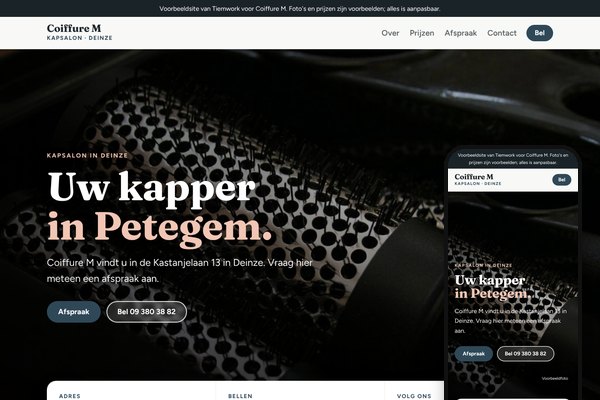 Voorbeeldsite van Tiemwork voor Coiffure M. Foto's en prijzen zijn voorbeelden; alles is aanpasbaar.
Coiffure M
KAPSALON · DEINZE
Over
Prijzen
Afspraak
Contact
Bel
KAPSALON IN DEINZE
Uw kapper
in Petegem.
Coiffure M vindt u in de Kastanjelaan 13 in Deinze. Vraag hier
meteen een afspraak aan.
Afspraak
Bel 09 380 38 82
ADRES
BELLEN
VOLG ONS
Voorbeeldsite van Tiemwork voor Coiffure M. Foto's en
prijzen zijn voorbeelden; alles is aanpasbaar.
Coiffure M
KAPSALON · DEINZE
Bel
KAPSALON IN DEINZE
Uw kapper
in Petegem.
Coiffure M vindt u in de Kastanjelaan 13 in
Deinze. Vraag hier meteen een afspraak
aan.
Afspraak
Bel 09 380 38 82
Voorbeeldfoto